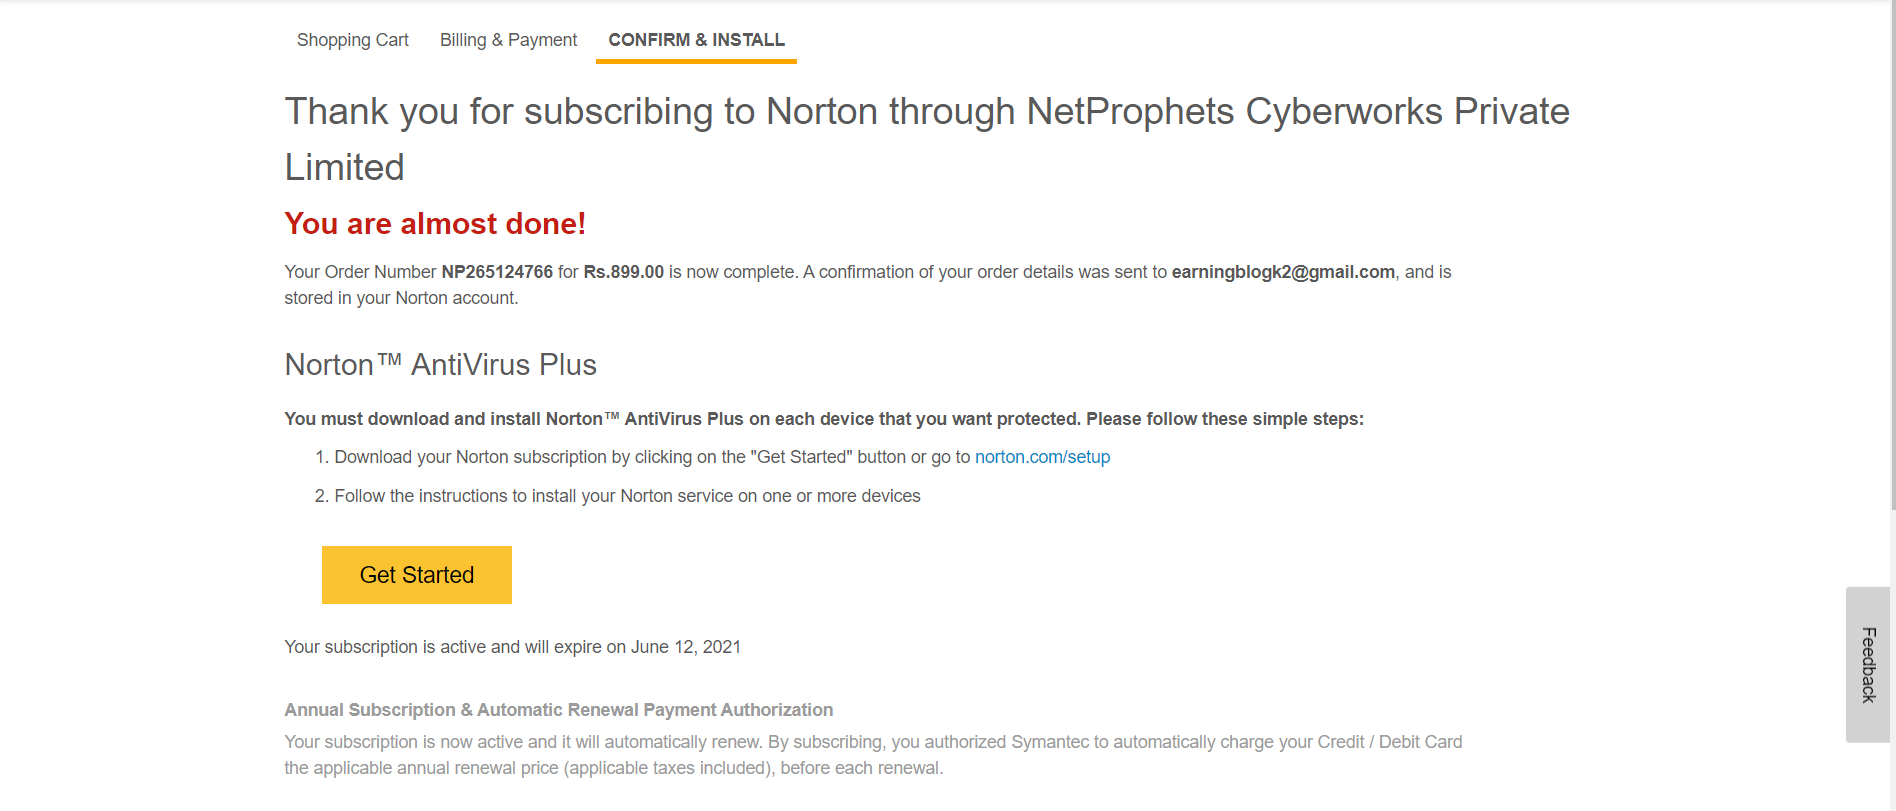 Shopping Cart Billing & Payment CONFIRM & INSTALL
Thank you for subscribing to Norton through NetProphets Cyberworks Private
Limited
You are almost done!
Your Order Number NP265124766 for Rs.899.00 is now complete. A confirmation of your order details was sent to earningblogk2@gmail.com, and is
stored in your Norton account.
Norton™ AntiVirus Plus
You must download and install Norton™ AntiVirus Plus on each device that you want protected. Please follow these simple steps:
1. Download your Norton subscription by clicking on the "Get Started" button or go to norton.com/setup
2. Follow the instructions to install your Norton service on one or more devices
Get Started
Feedback
Your subscription is active and will expire on June 12, 2021
Annual Subscription & Automatic Renewal Payment Authorization
Your subscription is now active and it will automatically renew. By subscribing, you authorized Symantec to automatically charge your Credit / Debit Card
the applicable annual renewal price (applicable taxes included), before each renewal.